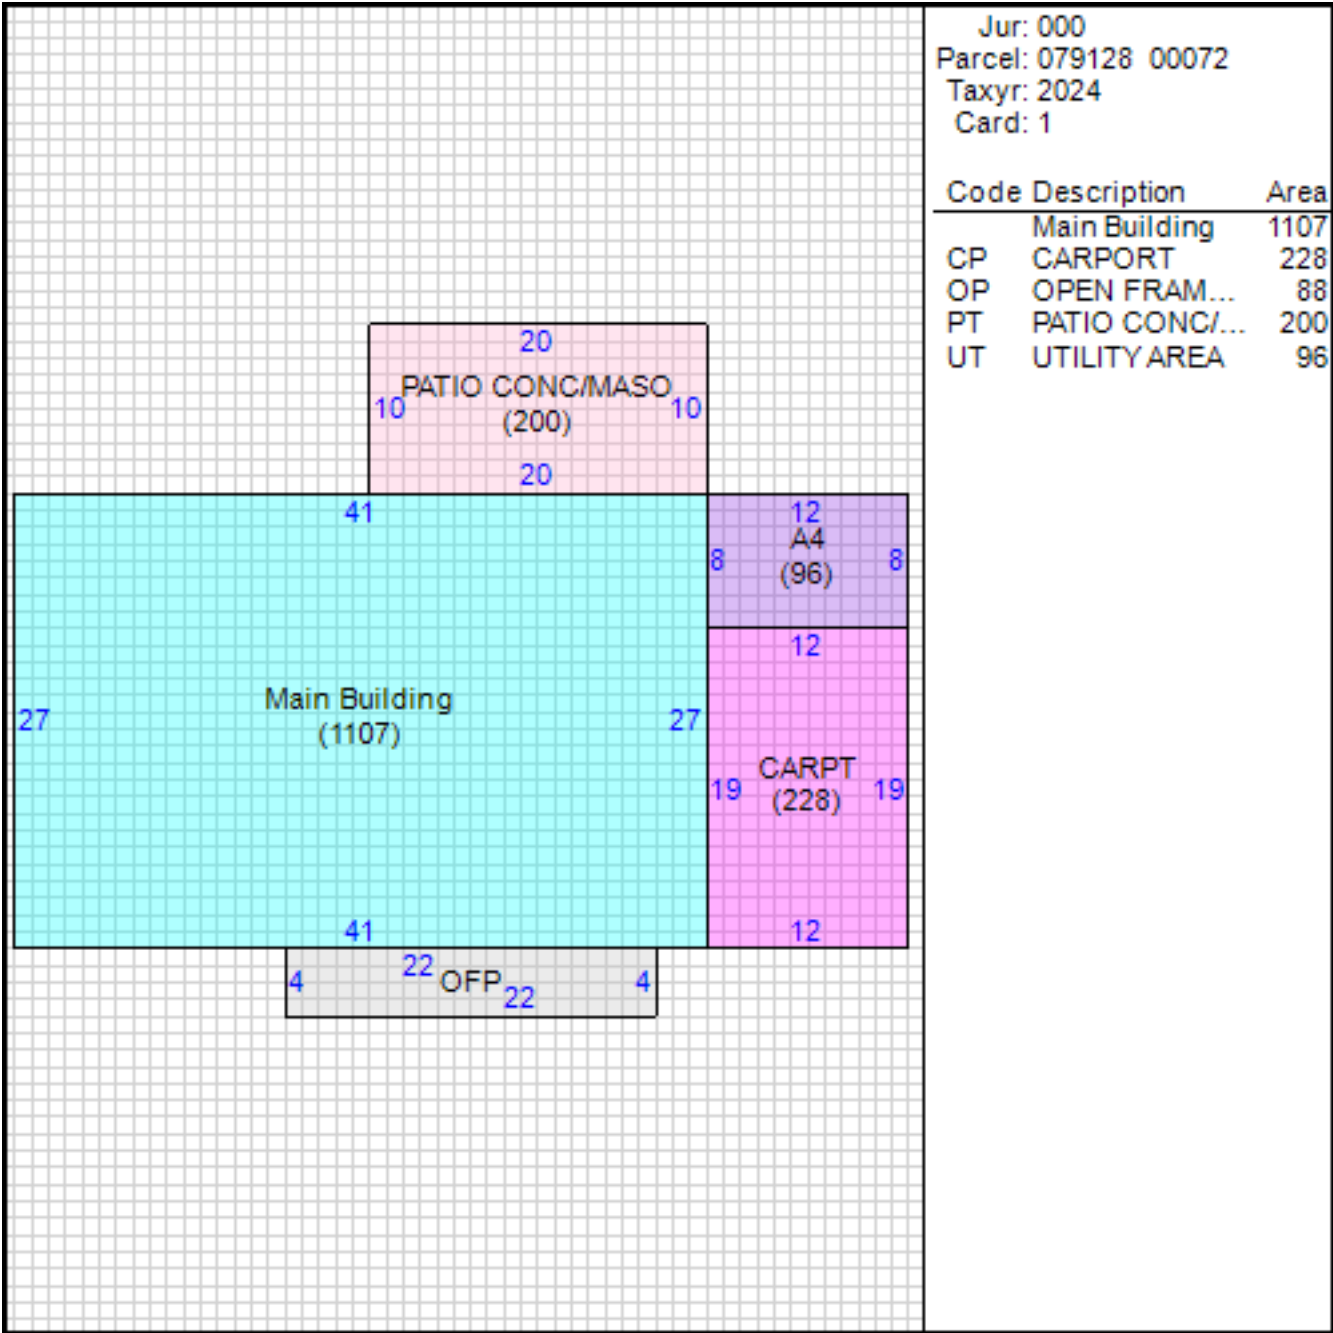 Jur: 000
Parcel: 079128 00072
Taxyr: 2024
Card: 1
Code Description Area
Main Building 1107
CP CARPORT 228
OP OPEN FRAM... 88
PT PATIO CONC/... 200
UT UTILITY AREA 96
20
PATIO CONC/MASO
10 10
(200)
20
41
12
A4
8 8
(96)
12
Main Building
27 27
(1107)
CARPT
19 19
(228)
41
12
22
4 OFP 4
22